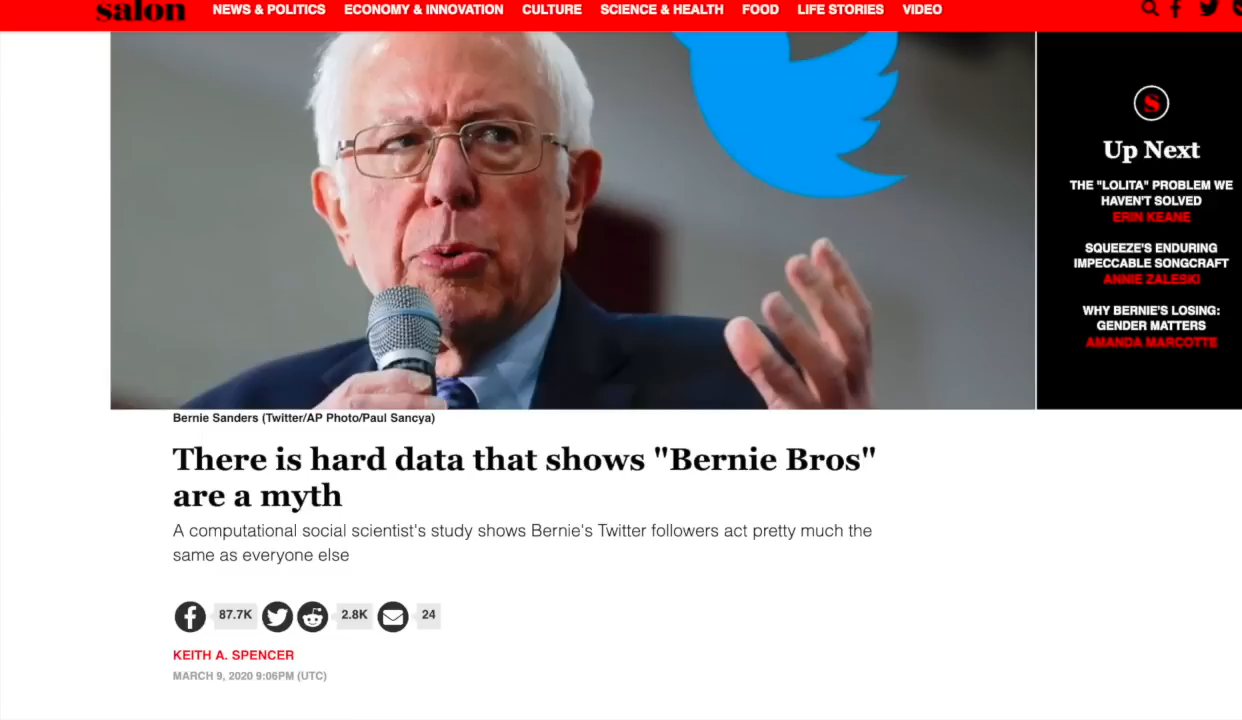 salon
NEWS & POLITICS ECONOMY & INNOVATION CULTURE SCIENCE & HEALTH FOOD LIFE STORIES VIDEO
S
Up Next
THE "LOLITA" PROBLEM WE
HAVEN'T SOLVED
ERIN KEANE
SQUEEZE'S ENDURING
IMPECCABLE SONGCRAFT
ANNIE ZALESKI
WHY BERNIE'S LOSING:
GENDER MATTERS
AMANDA MARCOTTE
Bernie Sanders (Twitter/AP Photo/Paul Sancya)
There is hard data that shows "Bernie Bros"
are a myth
A computational social scientist's study shows Bernie's Twitter followers act pretty much the
same as everyone else
87.7K 2.8K 24
KEITH A. SPENCER
MARCH 9, 2020 9:06PM (UTC)